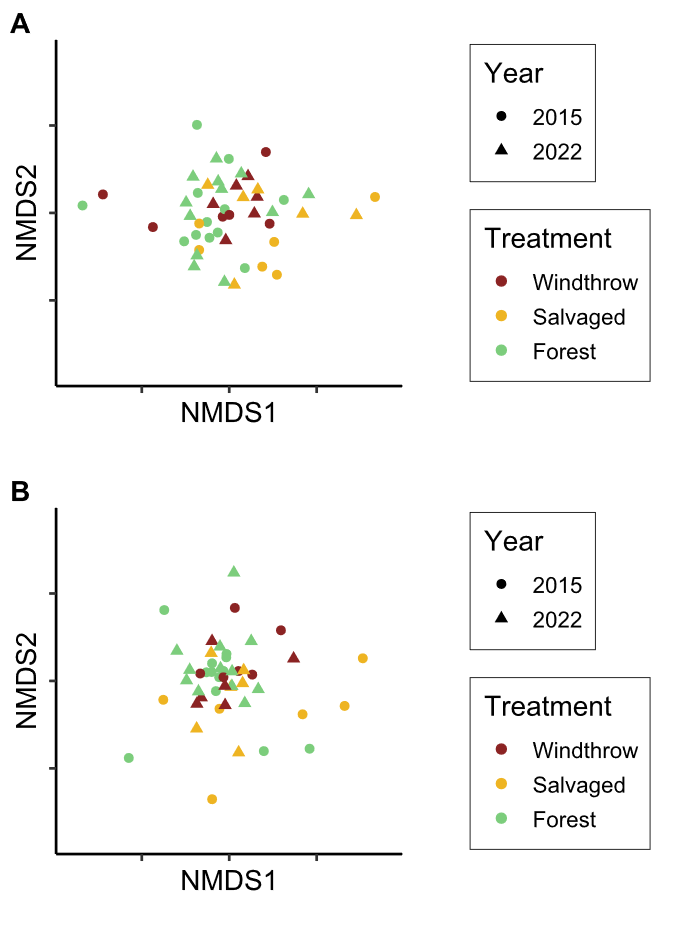 A
NMDS2
NMDS1
Year
2015
2022
Treatment
Windthrow
Salvaged
Forest
B
NMDS2
NMDS1
Year
2015
2022
Treatment
Windthrow
Salvaged
Forest